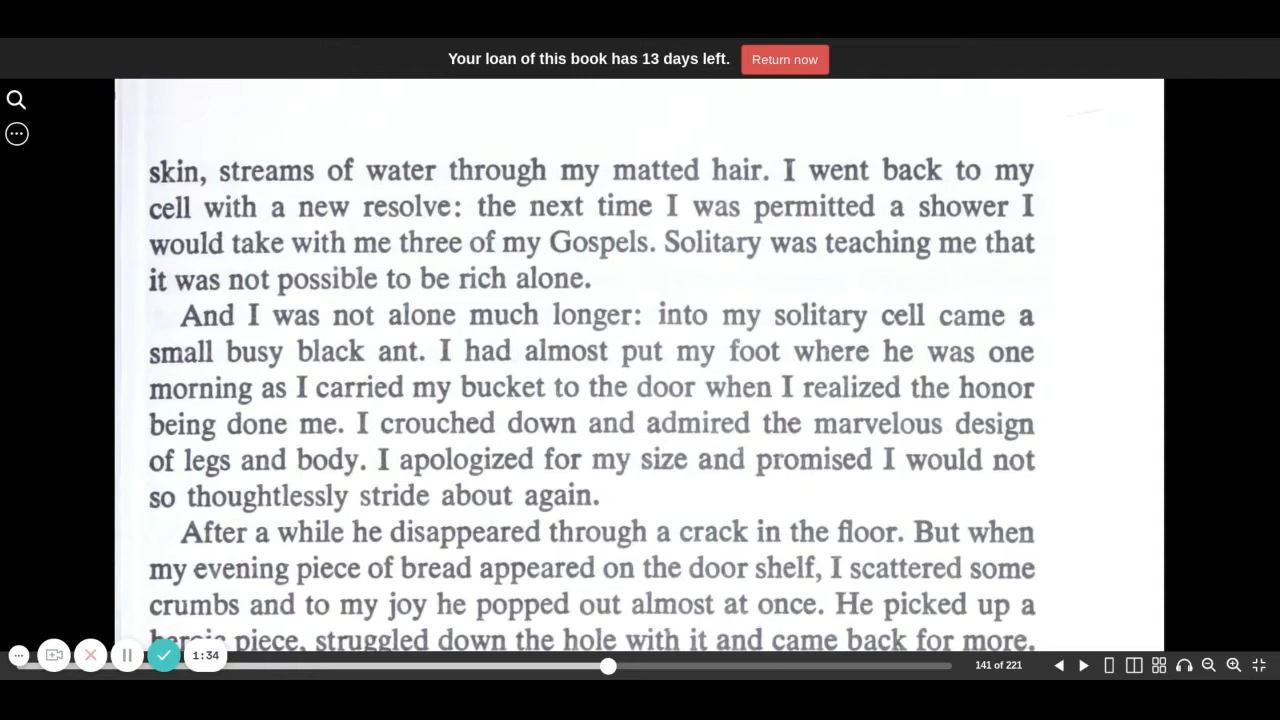 Your loan of this book has 13 days left. Return now
skin, streams of water through my matted hair. I went back to my
cell with a new resolve: the next time I was permitted a shower I
would take with me three of my Gospels. Solitary was teaching me that
it was not possible to be rich alone.
And I was not alone much longer: into my solitary cell came a
small busy black ant. I had almost put my foot where he was one
morning as I carried my bucket to the door when I realized the honor
being done me. I crouched down and admired the marvelous design
of legs and body. I apologized for my size and promised I would not
so thoughtlessly stride about again.
After a while he disappeared through a crack in the floor. But when
my evening piece of bread appeared on the door shelf, I scattered some
crumbs and to my joy he popped out almost at once. He picked up a
heroic piece, struggled down the hole with it and came back for more.
1:34
141 of 221